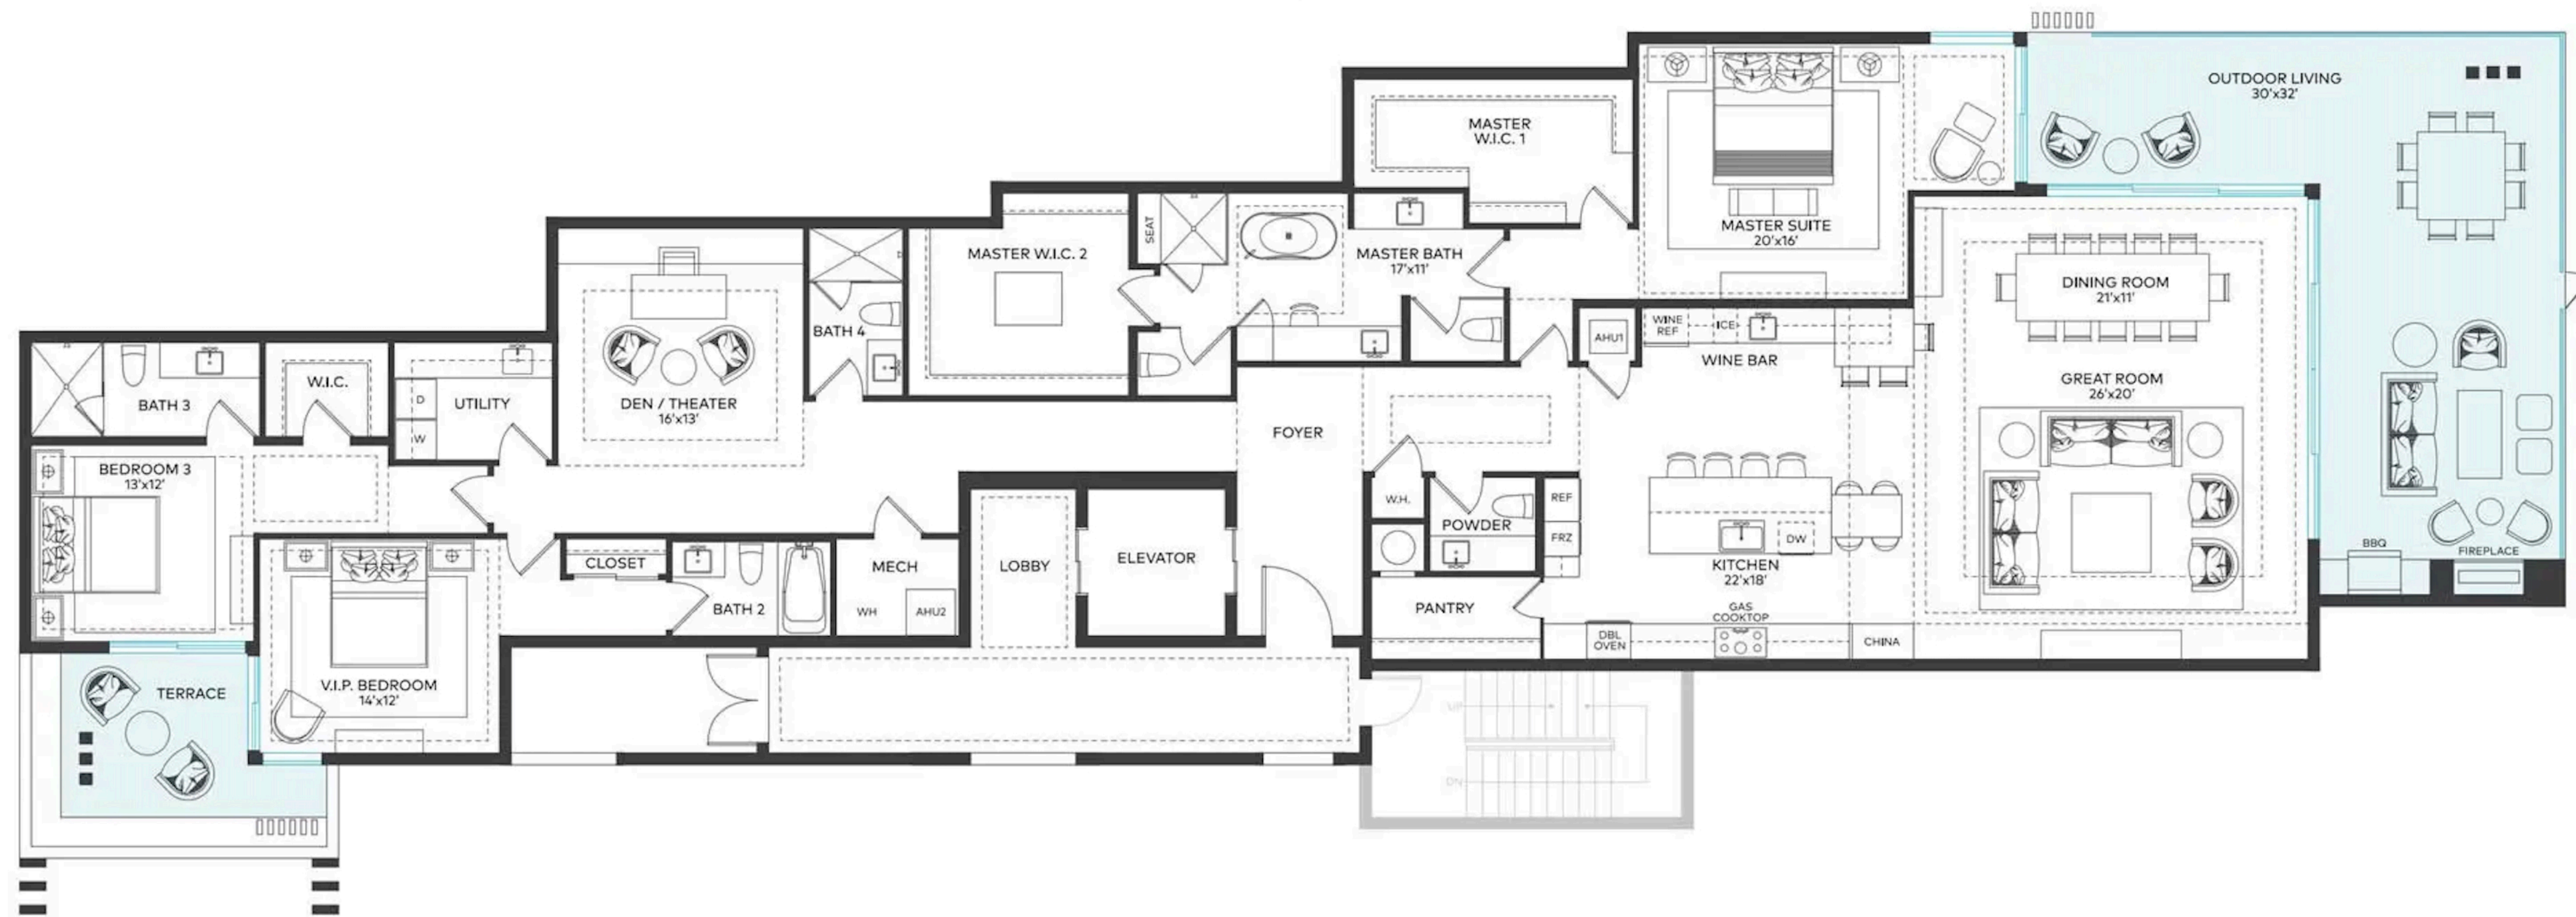 OUTDOOR LIVING
30'x32'
MASTER
W.I.C. 1
MASTER SUITE
20'x16'
SEAT
MASTER W.I.C. 2
MASTER BATH
17'x11'
DINING ROOM
21'x11'
BATH 4
WINE
REF
ICE
AHU1
WINE BAR
W.I.C.
D
UTILITY
W
BATH 3
DEN / THEATER
16'x13'
GREAT ROOM
26'x20'
FOYER
BEDROOM 3
13'x12'
W.H.
REF
POWDER
FRZ
DW
BBQ
FIREPLACE
CLOSET
MECH
LOBBY
ELEVATOR
KITCHEN
22'x18'
BATH 2
WH
AHU2
PANTRY
GAS
COOKTOP
DBL
OVEN
CHINA
V.I.P. BEDROOM
14'x12'
TERRACE
UP
DN